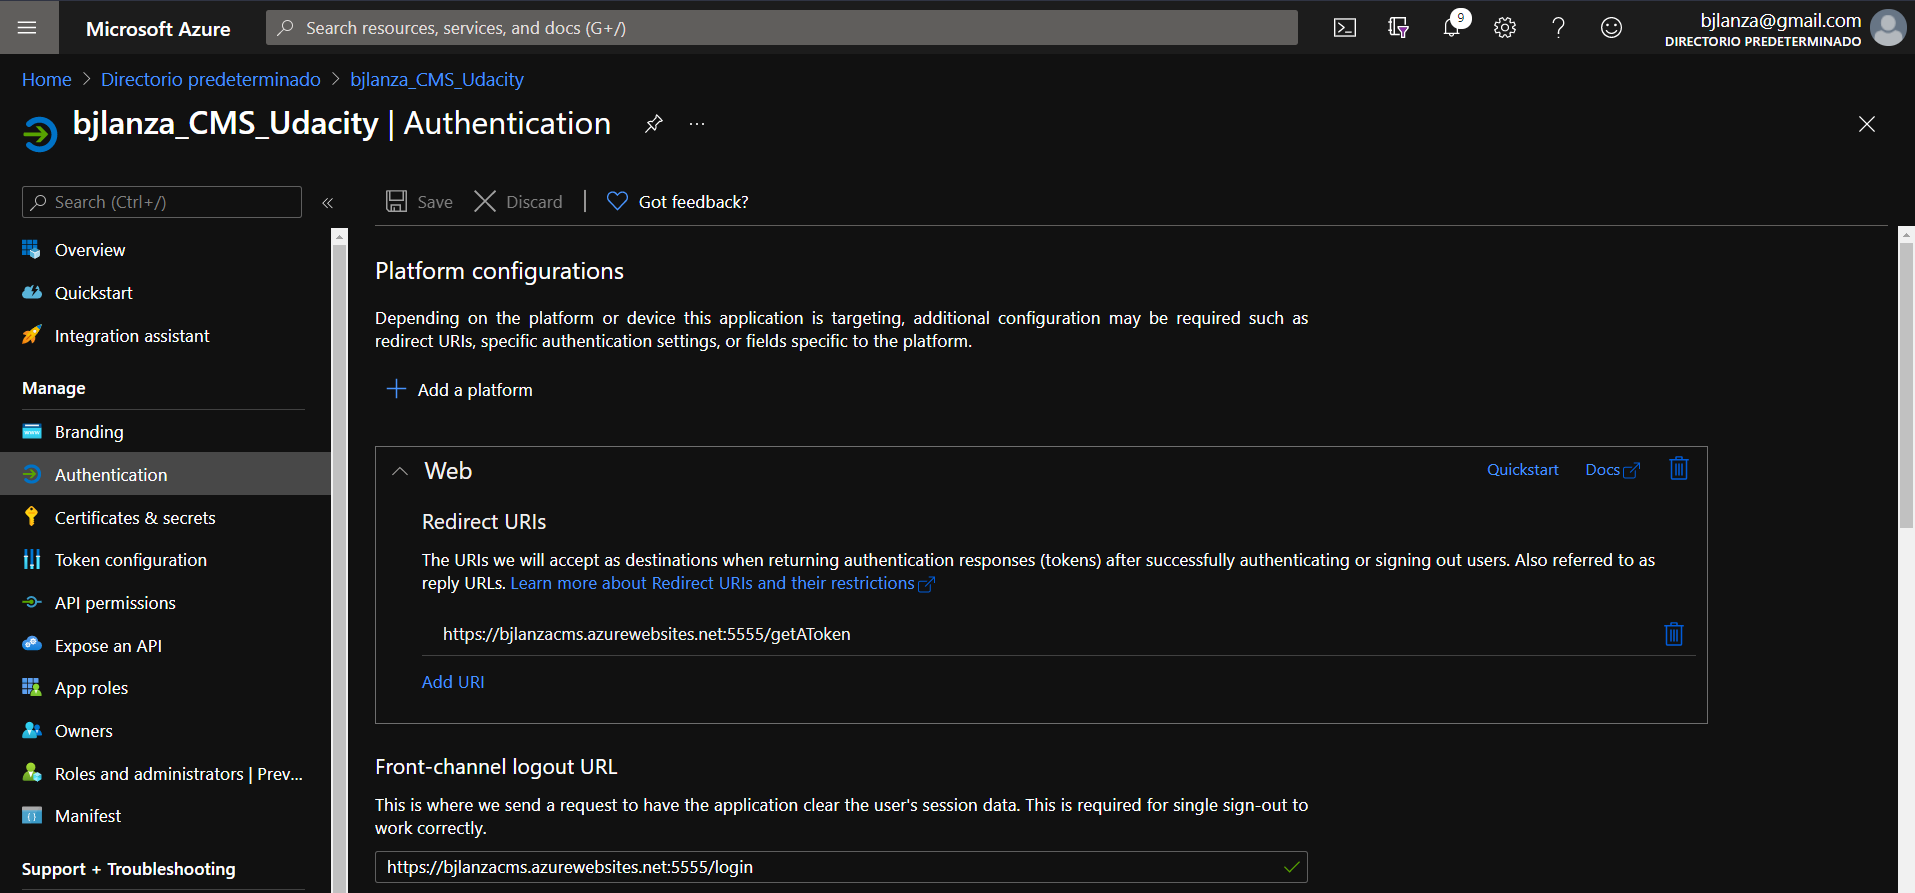 Microsoft Azure
Search resources, services, and docs (G+/)
9
bjlanza@gmail.com
DIRECTORIO PREDETERMINADO
Home > Directorio predeterminado > bjlanza_CMS_Udacity
bjlanza_CMS_Udacity | Authentication
Search (Ctrl+/)
Overview
Quickstart
Integration assistant
Manage
Branding
Authentication
Certificates & secrets
Token configuration
API permissions
Expose an API
App roles
Owners
Roles and administrators | Prev...
Manifest
Support + Troubleshooting
Save Discard | Got feedback?
Platform configurations
Depending on the platform or device this application is targeting, additional configuration may be required such as
redirect URIs, specific authentication settings, or fields specific to the platform.
Add a platform
Web
Quickstart Docs
Redirect URIs
The URIs we will accept as destinations when returning authentication responses (tokens) after successfully authenticating or signing out users. Also referred to as
reply URLs. Learn more about Redirect URIs and their restrictions
https://bjlanzacms.azurewebsites.net:5555/getAToken
Add URI
Front-channel logout URL
This is where we send a request to have the application clear the user's session data. This is required for single sign-out to
work correctly.
https://bjlanzacms.azurewebsites.net:5555/login